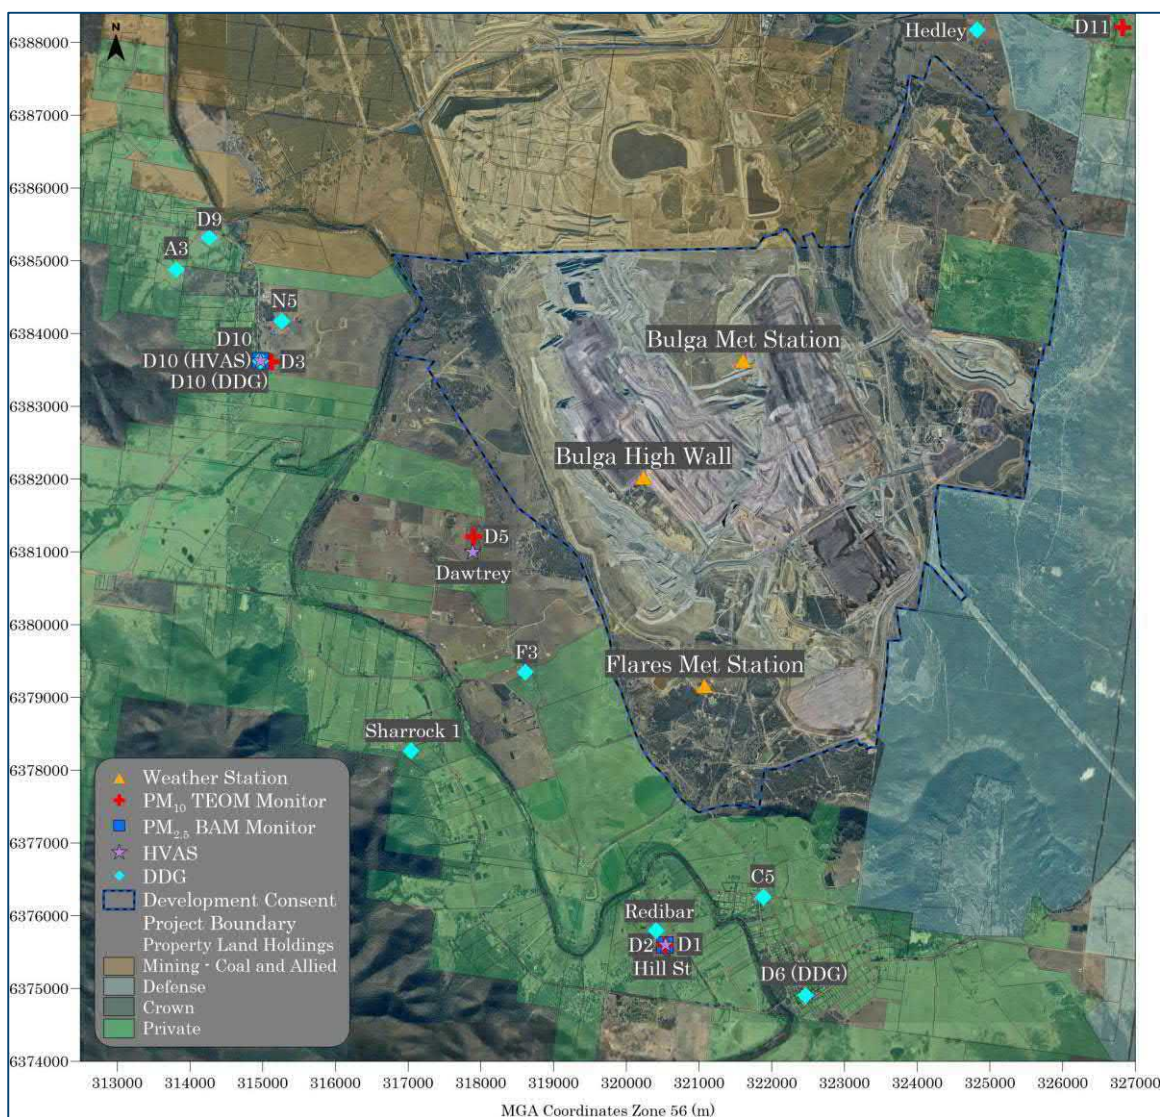 N
6388000
6387000
6386000
6385000
6384000
6383000
6382000
6381000
6380000
6379000
6378000
6377000
6376000
6375000
6374000
Hedley
D11
D9
A3
N5
D10
D10 (HVAS)
D3
D10 (DDG)
Bulga Met Station
Bulga High Wall
D5
Dawtrey
F3
Flares Met Station
Sharrock 1
C5
Redibar
D2
D1
Hill St
D6 (DDG)
Weather Station
PM10 TEOM Monitor
PM2.5 BAM Monitor
HVAS
DDG
Development Consent
Project Boundary
Property Land Holdings
Mining - Coal and Allied
Defense
Crown
Private
313000 314000 315000 316000 317000 318000 319000 320000 321000 322000 323000 324000 325000 326000 327000
MGA Coordinates Zone 56 (m)